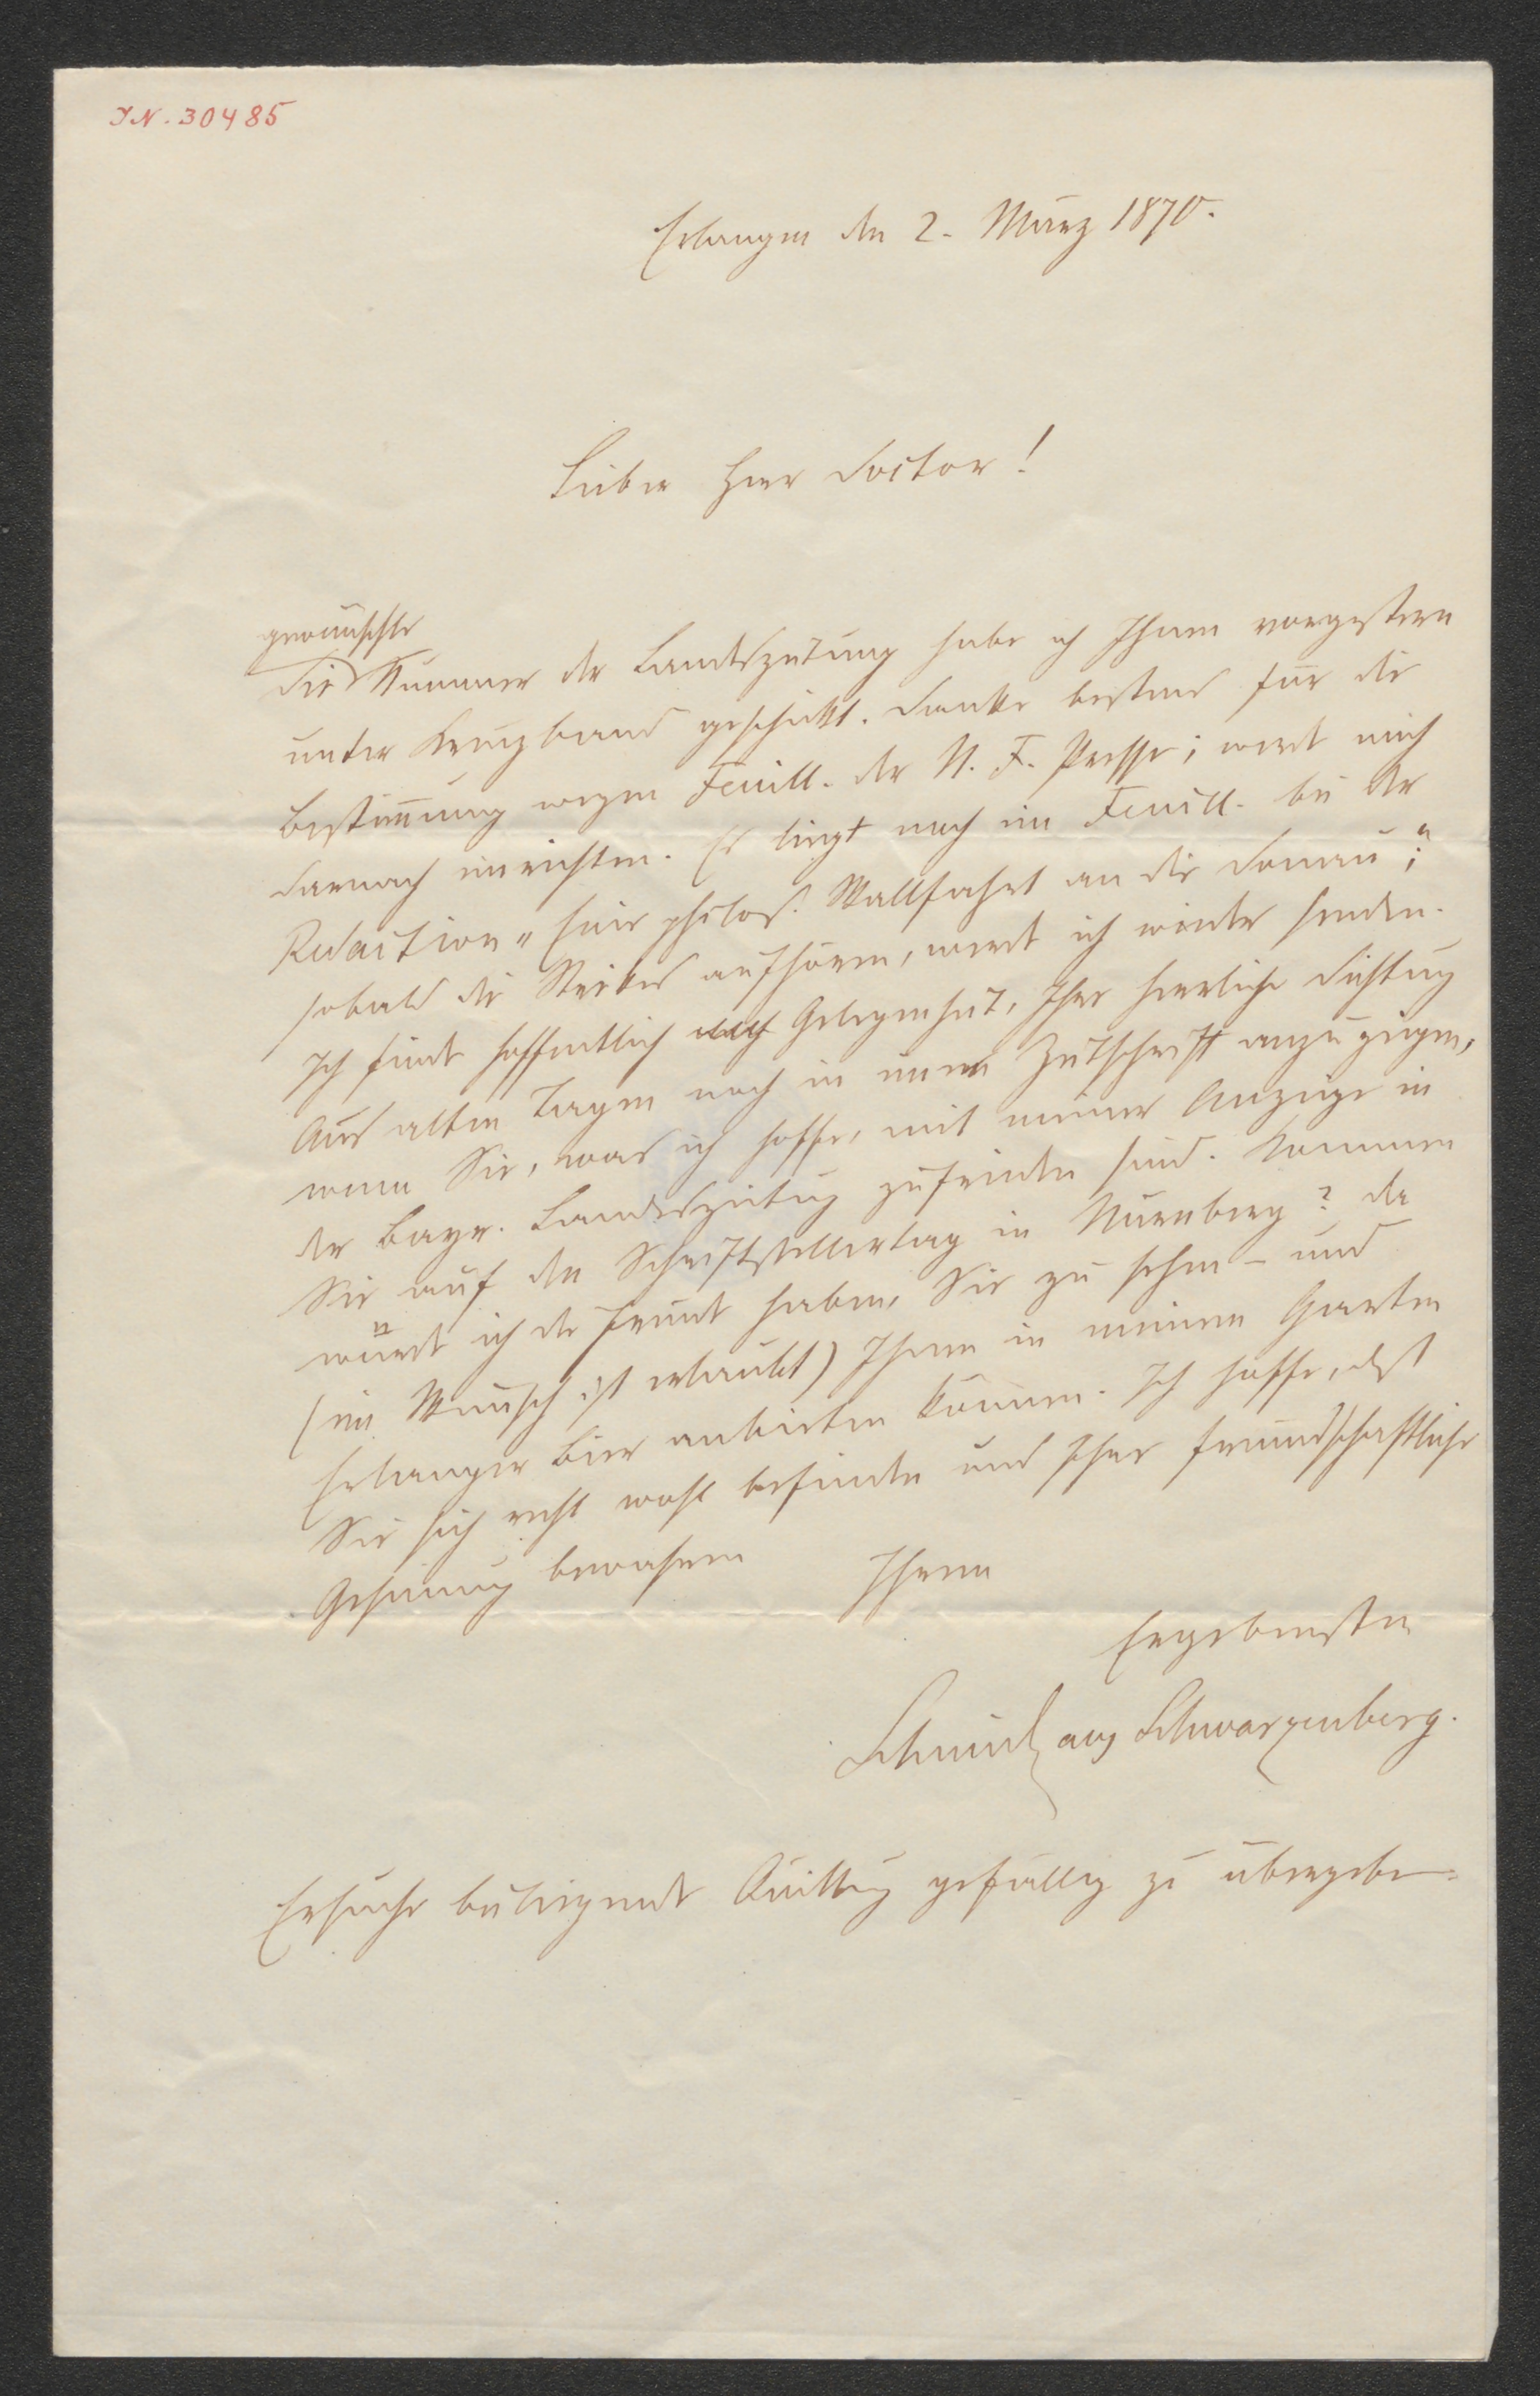 IN. 30485
Erlangen den 2. März 1870.
Lieber Herr Doctor!
gewünschte
Die Nummer der Landeszeitung habe ich Ihnen vorgestern
unter Kreuzband geschickt. Danke bestens für die
Bestimung wegen Feuill. der N. F. Presse; werde mich
darnach einrichten. Es liegt noch ein Feuill. bei der
Redaction "Eine philos. Wallfahrt an die Donau";
sobald die Strikes aufhören, werde ich wieder senden.
Ich finde hoffentlich Gelegenheit, Ihre herrliche Dichtung
Aus alten Tagen noch in einer Zeitschrift anzuzeigen,
wenn Sie, was ich hoffe, mit meiner Anzeige in
der Bayr. Landeszeitung zufrieden sind. Kommen
Sie auf den Schriftstellertag in Nürnberg? da
würde ich die Freude haben, Sie zu sehen – und
(ein Wunsch ist erlaubt) Ihnen in meinem Garten
Erlanger Bier anbieten können. Ich hoffe, daß
Sie sich recht wohl befinden und Ihre freundschaftliche
Gesinnung bewahren Ihrem
Ergebensten
Schmid aus Schwarzenberg.
Ersuche beiliegende Quittung gefällig zu übergeben.